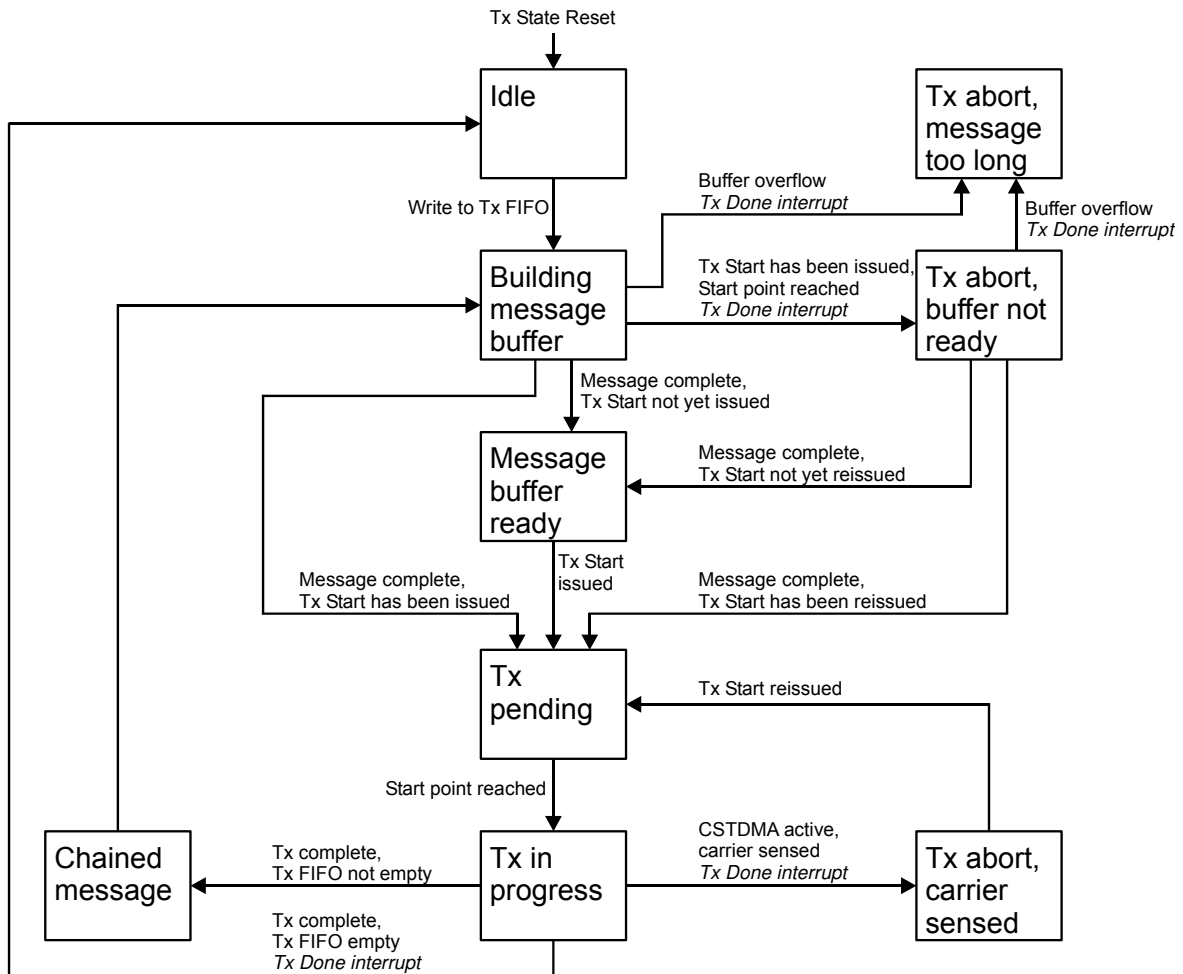 Tx State Reset
Idle
Tx abort,
message
too long
Write to Tx FIFO
Buffer overflow
Tx Done interrupt
Buffer overflow
Tx Done interrupt
Building
message
buffer
Tx Start has been issued,
Start point reached
Tx Done interrupt
Tx abort,
buffer not
ready
Message complete,
Tx Start not yet issued
Message
buffer
ready
Message complete,
Tx Start not yet reissued
Tx Start
issued
Message complete,
Tx Start has been issued
Message complete,
Tx Start has been reissued
Tx
pending
Tx Start reissued
Start point reached
Chained
message
Tx complete,
Tx FIFO not empty
Tx in
progress
CSTDMA active,
carrier sensed
Tx Done interrupt
Tx abort,
carrier
sensed
Tx complete,
Tx FIFO empty
Tx Done interrupt